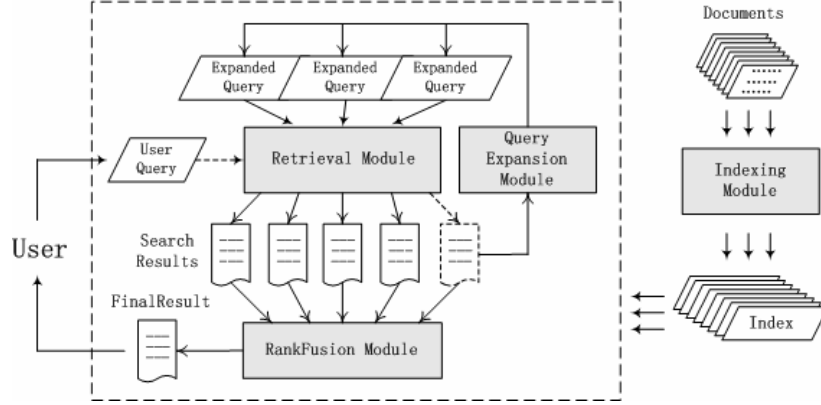 Documents
Expanded
Query
Expanded
Query
Expanded
Query
User
Query
Retrieval Module
Query
Expansion
Module
Indexing
Module
User
Search
Results
FinalResult
RankFusion Module
Index